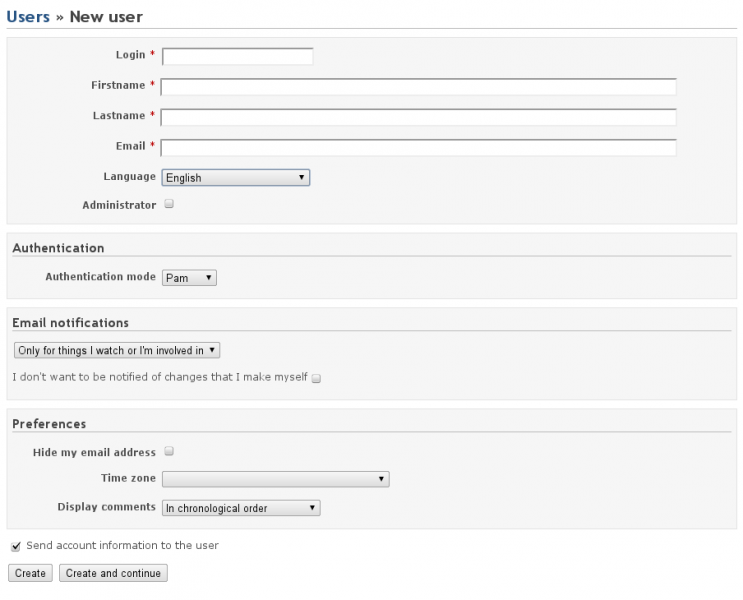 Users » New user
Login *
Firstname *
Lastname *
Email *
Language English
Administrator
Authentication
Authentication mode Pam
Email notifications
Only for things I watch or I'm involved in
I don't want to be notified of changes that I make myself
Preferences
Hide my email address
Time zone
Display comments In chronological order
Send account information to the user
Create Create and continue